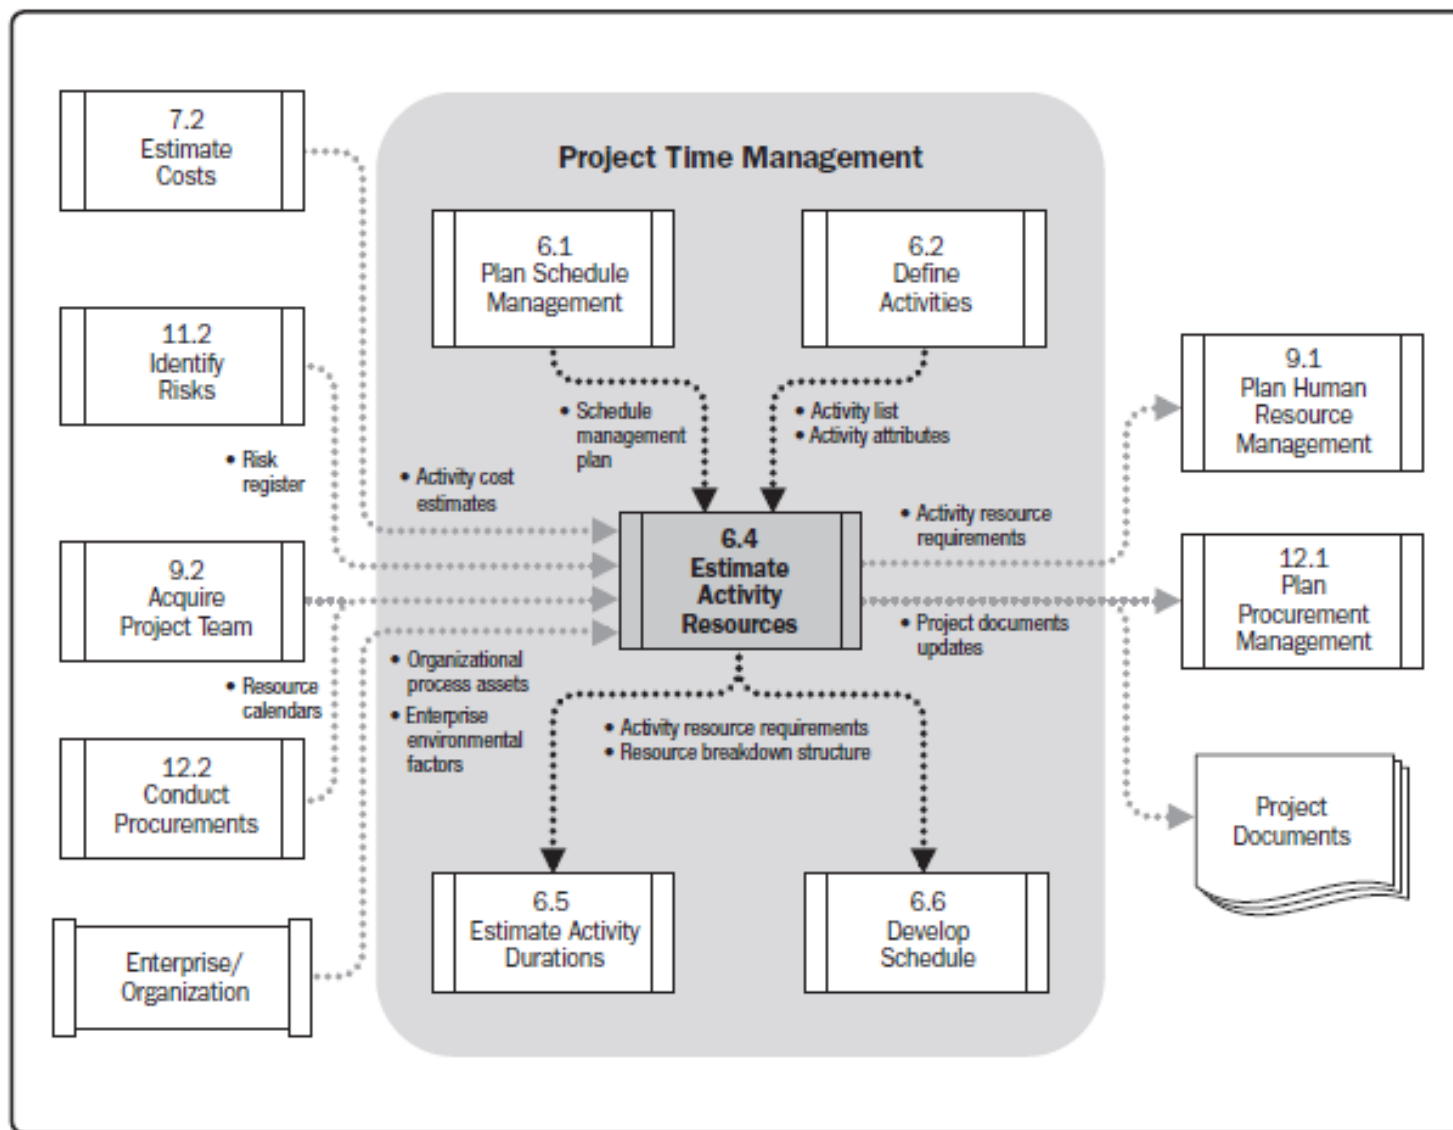 Project Time Management
7.2
Estimate
Costs
11.2
Identify
Risks
• Risk
register
9.2
Acquire
Project Team
• Resource
calendars
12.2
Conduct
Procurements
Enterprise/
Organization
6.1
Plan Schedule
Management
6.2
Define
Activities
• Schedule
management
plan
• Activity list
• Activity attributes
• Activity cost
estimates
6.4
Estimate
Activity
Resources
• Organizational
process assets
• Enterprise
environmental
factors
• Activity resource
requirements
• Project documents
updates
• Activity resource requirements
• Resource breakdown structure
6.5
Estimate Activity
Durations
6.6
Develop
Schedule
9.1
Plan Human
Resource
Management
12.1
Plan
Procurement
Management
Project
Documents